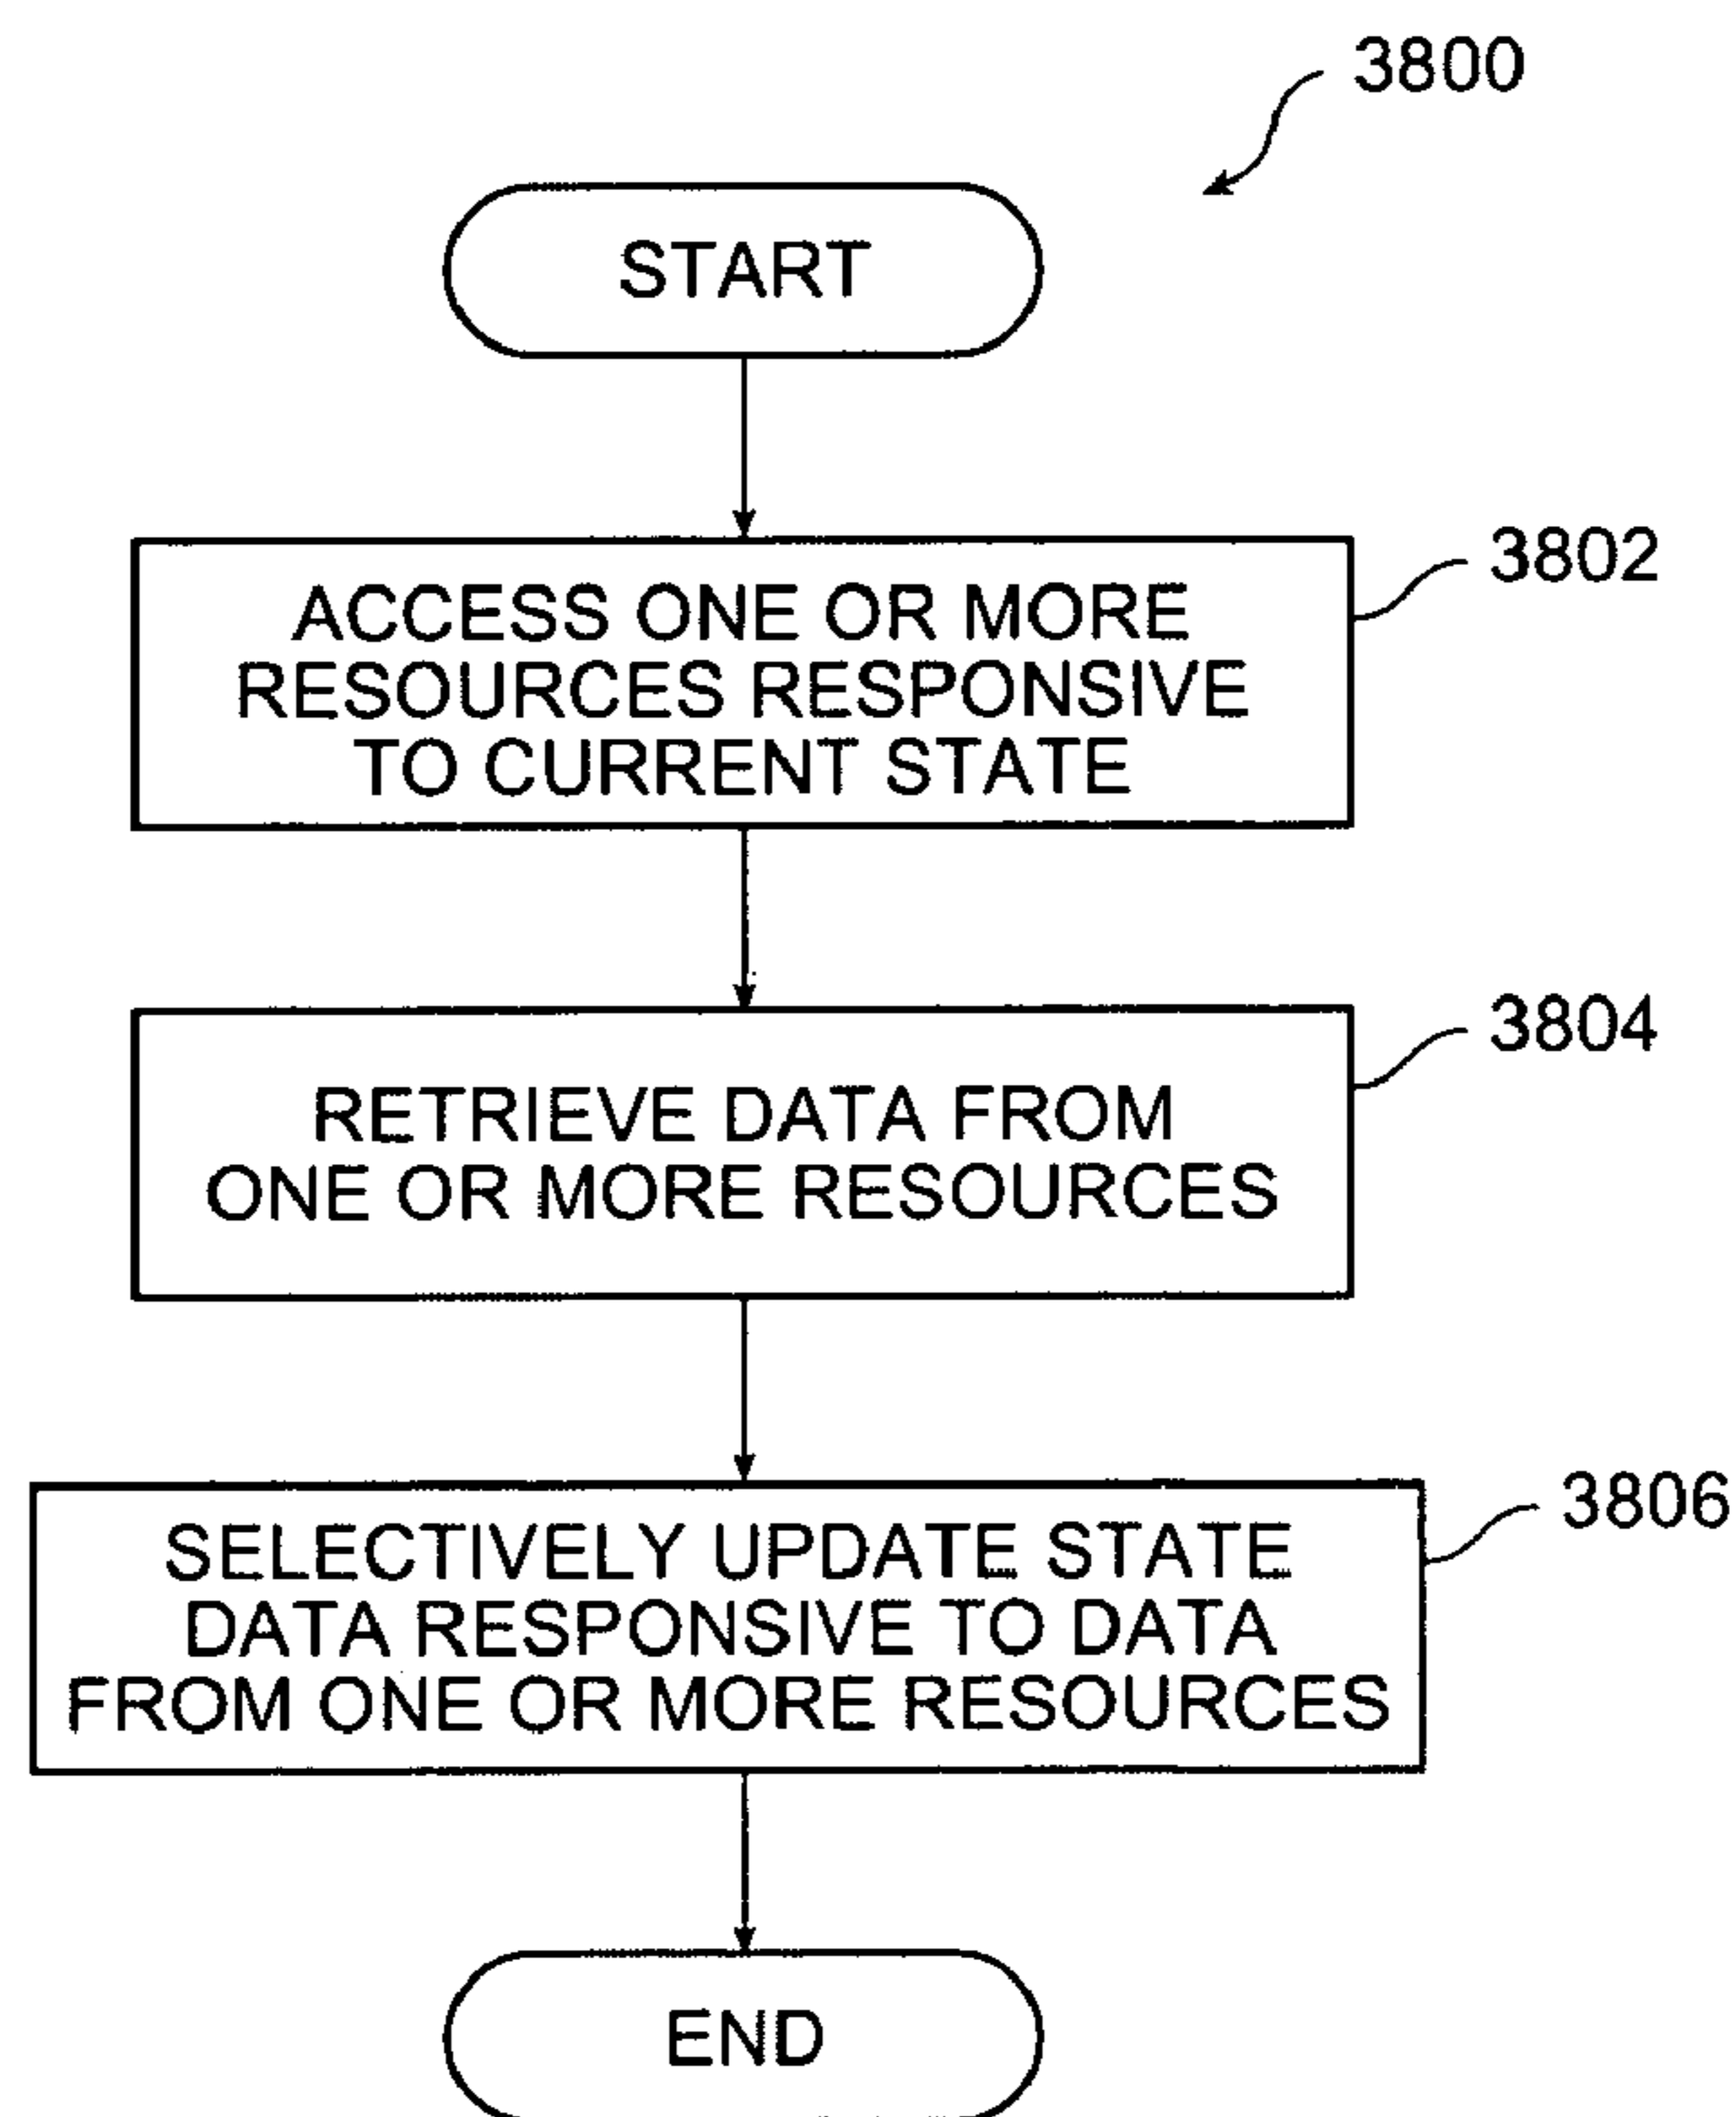 3800
START
3802
ACCESS ONE OR MORE
RESOURCES RESPONSIVE
TO CURRENT STATE
3804
RETRIEVE DATA FROM
ONE OR MORE RESOURCES
3806
SELECTIVELY UPDATE STATE
DATA RESPONSIVE TO DATA
FROM ONE OR MORE RESOURCES
END